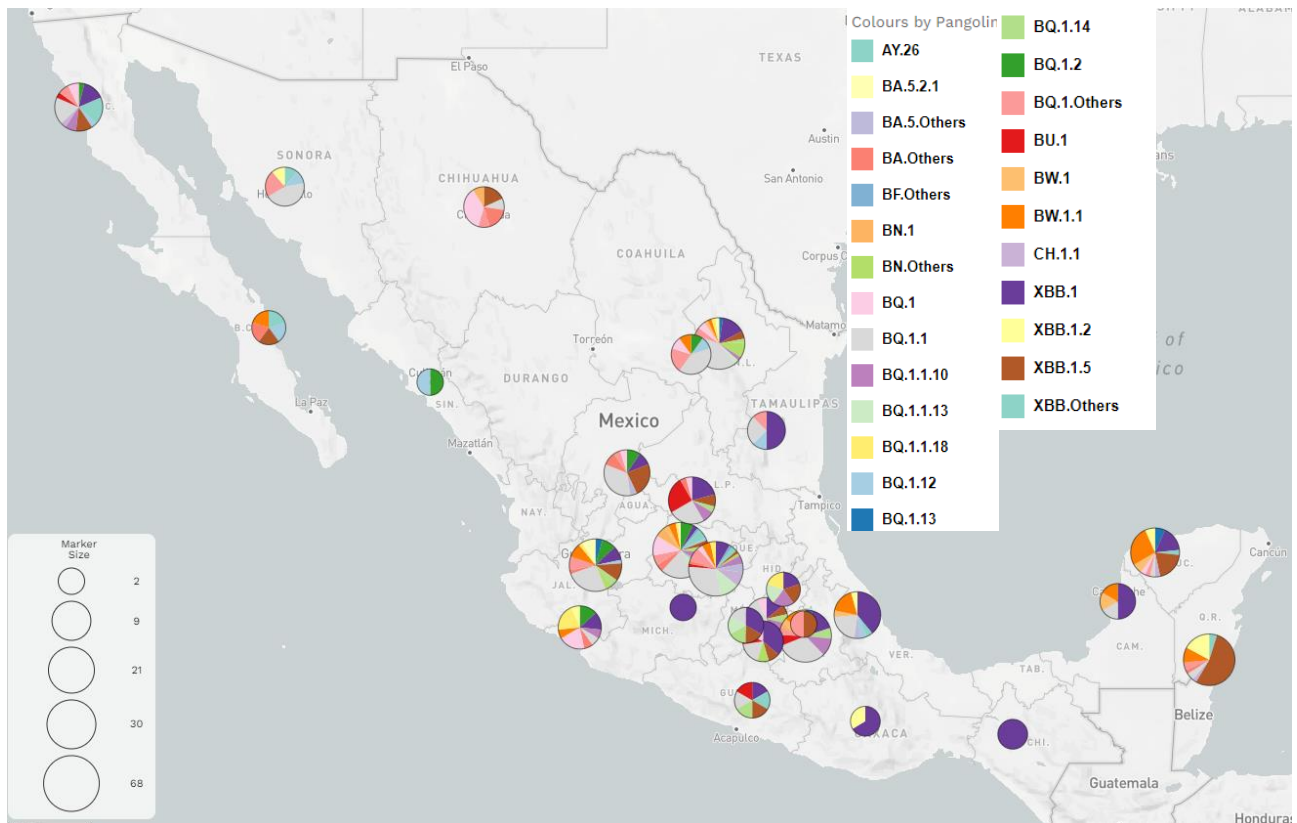 El Paso
TEXAS
Austin
San Antonio
SONORA
CHIHUAHUA
COAHUILA
Corpus C
Torreón
Matamo
DURANGO
SIN.
TAMAULIPAS
La Paz
Mexico
Mazatlán
Tampico
NAY.
AGUA.
JAL.
HID.
MICH.
VER.
Cancún
Q.R.
CAM.
TAB.
Acapulco
CHI.
Belize
Guatemala
Honduras
of
Colours by Pangolin
AY.26
BA.5.2.1
BA.5.Others
BA.Others
BF.Others
BN.1
BN.Others
BQ.1
BQ.1.1
BQ.1.1.10
BQ.1.1.13
BQ.1.1.18
BQ.1.12
BQ.1.13
BQ.1.14
BQ.1.2
BQ.1.Others
BU.1
BW.1
BW.1.1
CH.1.1
XBB.1
XBB.1.2
XBB.1.5
XBB.Others
Marker
Size
2
9
21
30
68